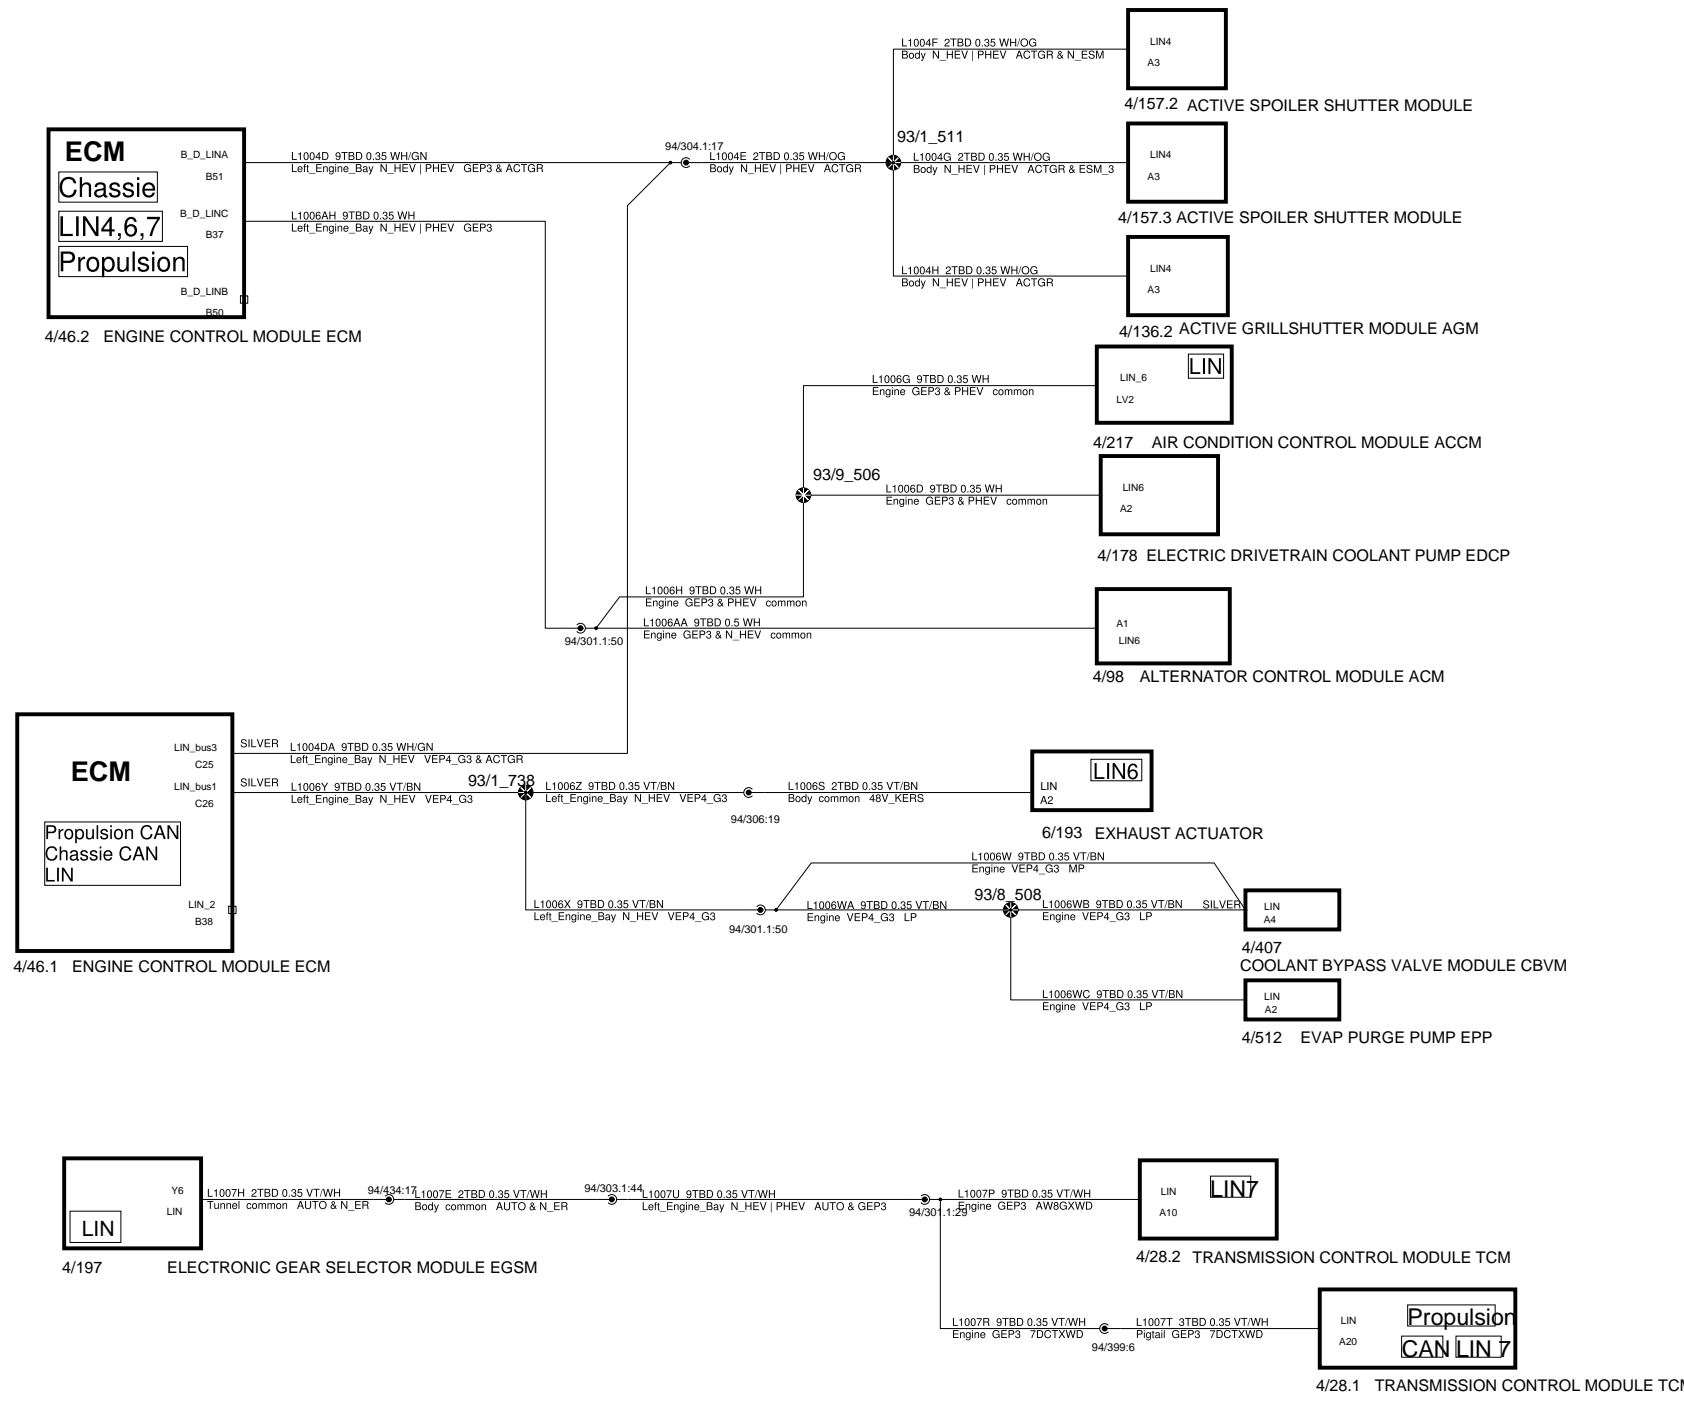 L1004F 2TBD 0.35 WH/OG
Body N_HEV | PHEV ACTGR & N_ESM
LIN4
A3
4/157.2 ACTIVE SPOILER SHUTTER MODULE
ECM
Chassie
LIN4,6,7
Propulsion
B_D_LINA
B51
B_D_LINC
B37
B_D_LINB
B50
4/46.2 ENGINE CONTROL MODULE ECM
L1004D 9TBD 0.35 WH/GN
Left_Engine_Bay N_HEV | PHEV GEP3 & ACTGR
L1006AH 9TBD 0.35 WH
Left_Engine_Bay N_HEV | PHEV GEP3
94/304.1:17
L1004E 2TBD 0.35 WH/OG
Body N_HEV | PHEV ACTGR
93/1_511
L1004G 2TBD 0.35 WH/OG
Body N_HEV | PHEV ACTGR & ESM_3
LIN4
A3
4/157.3 ACTIVE SPOILER SHUTTER MODULE
L1004H 2TBD 0.35 WH/OG
Body N_HEV | PHEV ACTGR
LIN4
A3
4/136.2 ACTIVE GRILLSHUTTER MODULE AGM
L1006G 9TBD 0.35 WH
Engine GEP3 & PHEV common
LIN_6
LV2
LIN
4/217 AIR CONDITION CONTROL MODULE ACCM
93/9_506
L1006D 9TBD 0.35 WH
Engine GEP3 & PHEV common
LIN6
A2
4/178 ELECTRIC DRIVETRAIN COOLANT PUMP EDCP
L1006H 9TBD 0.35 WH
Engine GEP3 & PHEV common
94/301.1:50
L1006AA 9TBD 0.5 WH
Engine GEP3 & N_HEV common
A1
LIN6
4/98 ALTERNATOR CONTROL MODULE ACM
ECM
LIN_bus3
C25
LIN_bus1
C26
Propulsion CAN
Chassie CAN
LIN
LIN_2
B38
4/46.1 ENGINE CONTROL MODULE ECM
SILVER
L1004DA 9TBD 0.35 WH/GN
Left_Engine_Bay N_HEV VEP4_G3 & ACTGR
SILVER
L1006Y 9TBD 0.35 VT/BN
Left_Engine_Bay N_HEV VEP4_G3
93/1_738
L1006Z 9TBD 0.35 VT/BN
Left_Engine_Bay N_HEV VEP4_G3
94/306:19
L1006S 2TBD 0.35 VT/BN
Body common 48V_KERS
LIN
A2
LIN6
6/193 EXHAUST ACTUATOR
L1006W 9TBD 0.35 VT/BN
Engine VEP4_G3 MP
L1006X 9TBD 0.35 VT/BN
Left_Engine_Bay N_HEV VEP4_G3
94/301.1:50
L1006WA 9TBD 0.35 VT/BN
Engine VEP4_G3 LP
93/8_508
L1006WB 9TBD 0.35 VT/BN
Engine VEP4_G3 LP
SILVER
LIN
A4
4/407
COOLANT BYPASS VALVE MODULE CBVM
L1006WC 9TBD 0.35 VT/BN
Engine VEP4_G3 LP
LIN
A2
4/512 EVAP PURGE PUMP EPP
Y6
LIN
LIN
4/197 ELECTRONIC GEAR SELECTOR MODULE EGSM
L1007H 2TBD 0.35 VT/WH
Tunnel common AUTO & N_ER
94/434:17
L1007E 2TBD 0.35 VT/WH
Body common AUTO & N_ER
94/303.1:44
L1007U 9TBD 0.35 VT/WH
Left_Engine_Bay N_HEV | PHEV AUTO & GEP3
94/301.1:29
L1007P 9TBD 0.35 VT/WH
Engine GEP3 AW8GXWD
LIN
A10
LIN7
4/28.2 TRANSMISSION CONTROL MODULE TCM
L1007R 9TBD 0.35 VT/WH
Engine GEP3 7DCTXWD
94/399:6
L1007T 3TBD 0.35 VT/WH
Pigtail GEP3 7DCTXWD
LIN
A20
Propulsion
CAN LIN 7
4/28.1 TRANSMISSION CONTROL MODULE TCM